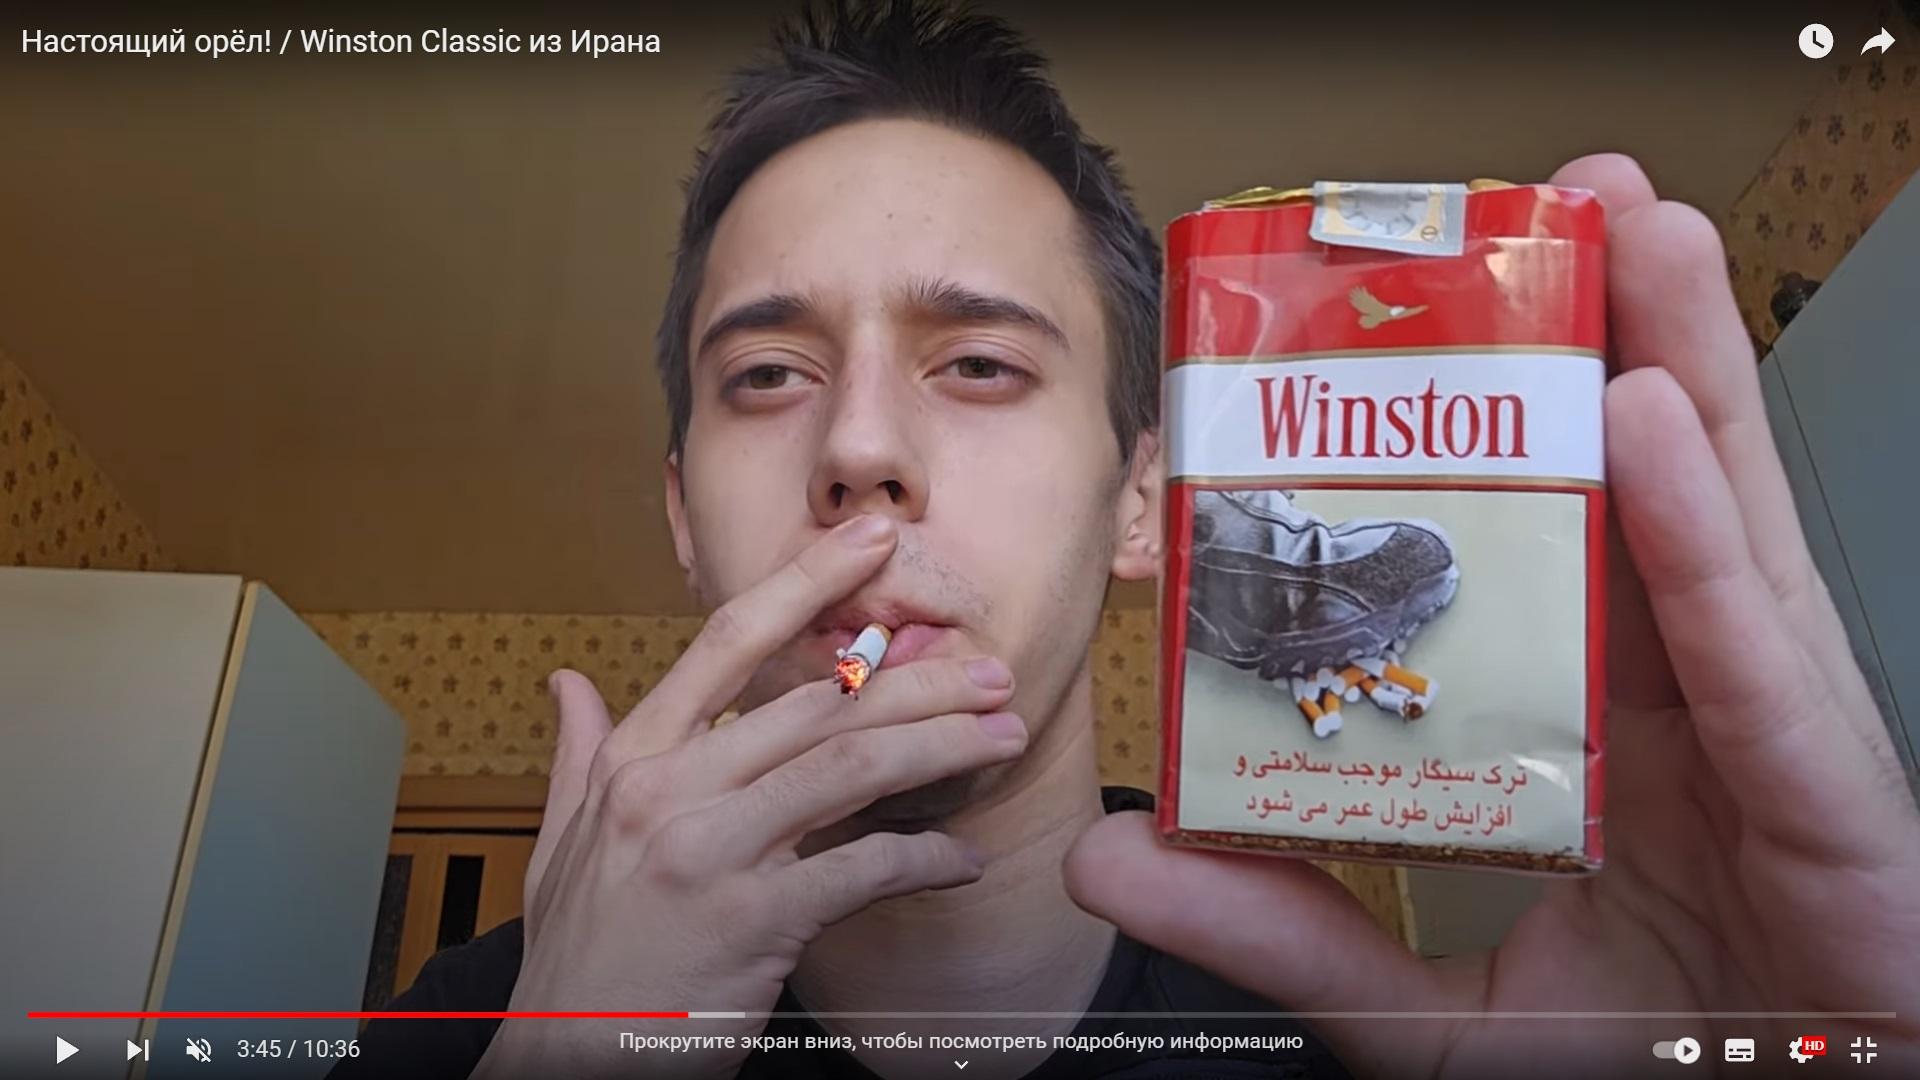 Настоящий орёл! / Winston Classic из Ирана
Winston
ترک سیگار موجب سلامتی و
افزایش طول عمر می شود
3:45 / 10:36
Прокрутите экран вниз, чтобы посмотреть подробную информацию
HD